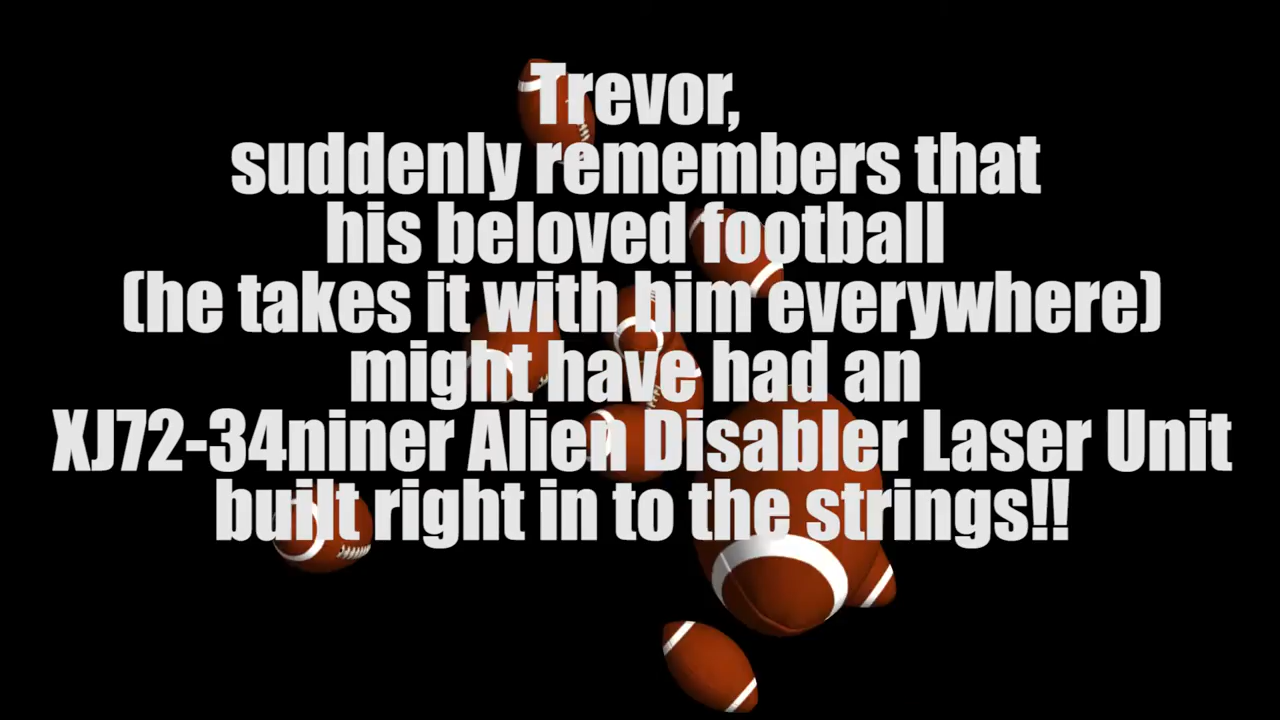 Trevor,
suddenly remembers that
his beloved football
(he takes it with him everywhere)
might have had an
XJ72-34niner Alien Disabler Laser Unit
built right in to the strings!!